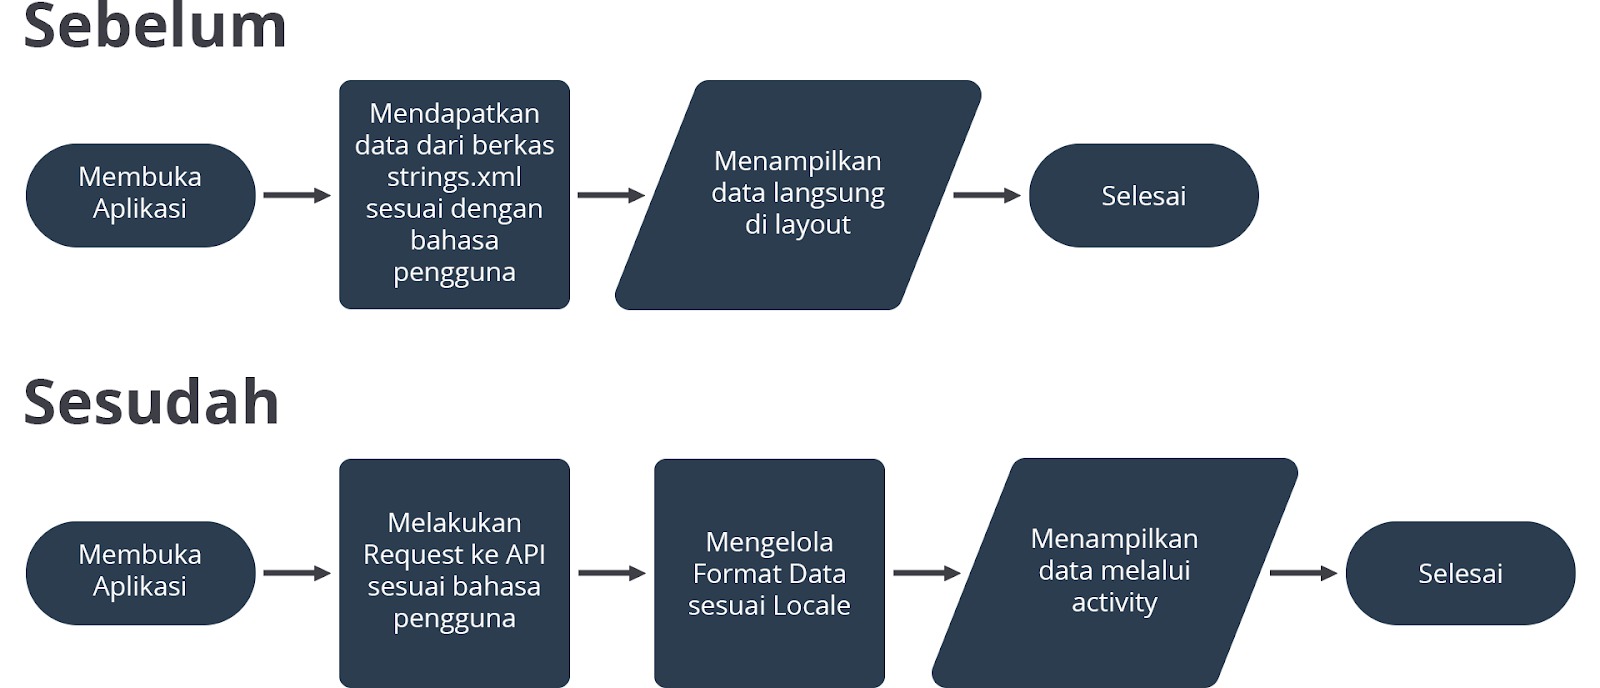 Sebelum
Membuka
Aplikasi
Mendapatkan
data dari berkas
strings.xml
sesuai dengan
bahasa
pengguna
Menampilkan
data langsung
di layout
Selesai
Sesudah
Membuka
Aplikasi
Melakukan
Request ke API
sesuai bahasa
pengguna
Mengelola
Format Data
sesuai Locale
Menampilkan
data melalui
activity
Selesai